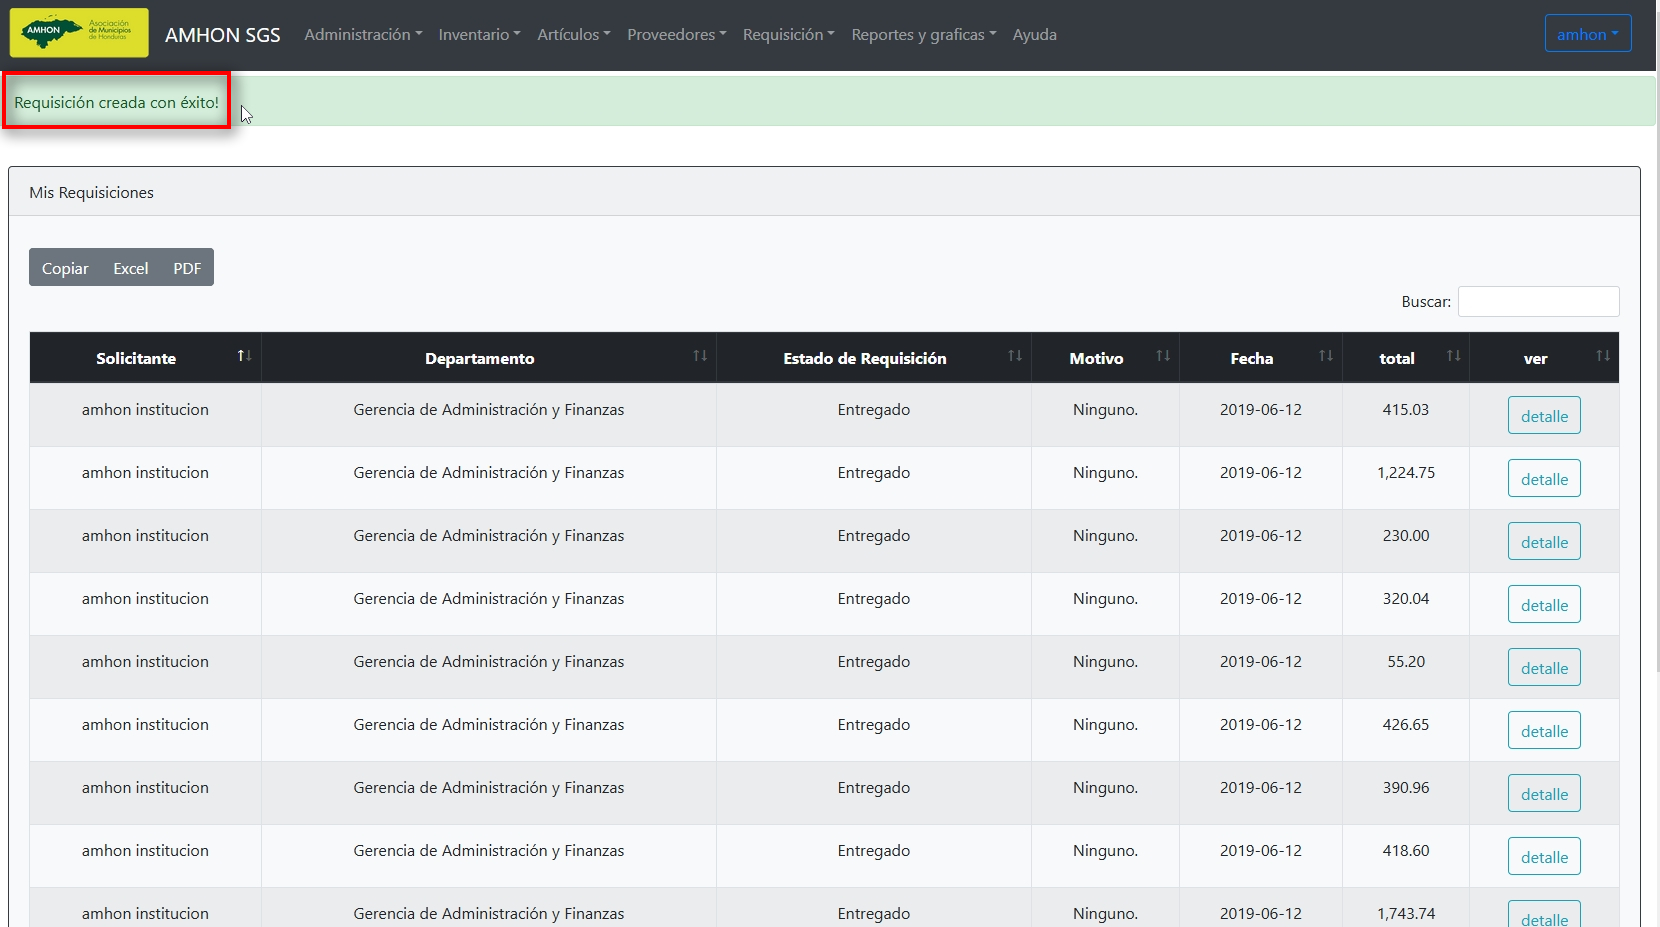 AMHON
Asociación
de Municipios
de Honduras
AMHON SGS Administración Inventario Artículos Proveedores Requisición Reportes y graficas Ayuda amhon
Requisición creada con éxito!
Mis Requisiciones
Copiar Excel PDF
Buscar:
Solicitante Departamento Estado de Requisición Motivo Fecha total ver
amhon institucion Gerencia de Administración y Finanzas Entregado Ninguno. 2019-06-12 415.03 detalle
amhon institucion Gerencia de Administración y Finanzas Entregado Ninguno. 2019-06-12 1,224.75 detalle
amhon institucion Gerencia de Administración y Finanzas Entregado Ninguno. 2019-06-12 230.00 detalle
amhon institucion Gerencia de Administración y Finanzas Entregado Ninguno. 2019-06-12 320.04 detalle
amhon institucion Gerencia de Administración y Finanzas Entregado Ninguno. 2019-06-12 55.20 detalle
amhon institucion Gerencia de Administración y Finanzas Entregado Ninguno. 2019-06-12 426.65 detalle
amhon institucion Gerencia de Administración y Finanzas Entregado Ninguno. 2019-06-12 390.96 detalle
amhon institucion Gerencia de Administración y Finanzas Entregado Ninguno. 2019-06-12 418.60 detalle
amhon institucion Gerencia de Administración y Finanzas Entregado Ninguno. 2019-06-12 1,743.74 detalle